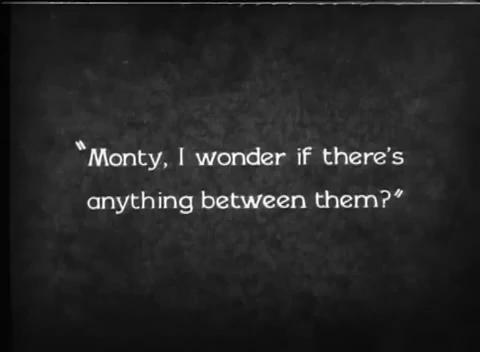 "Monty, I wonder if there's
anything between them?"